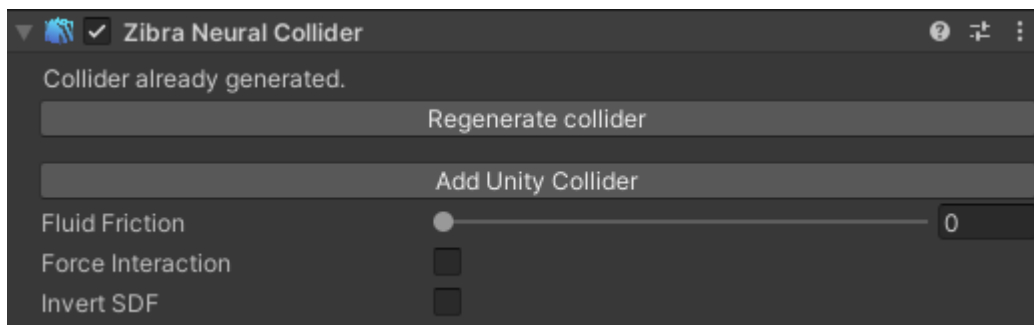 Zibra Neural Collider
Collider already generated.
Regenerate collider
Add Unity Collider
Fluid Friction 0
Force Interaction
Invert SDF